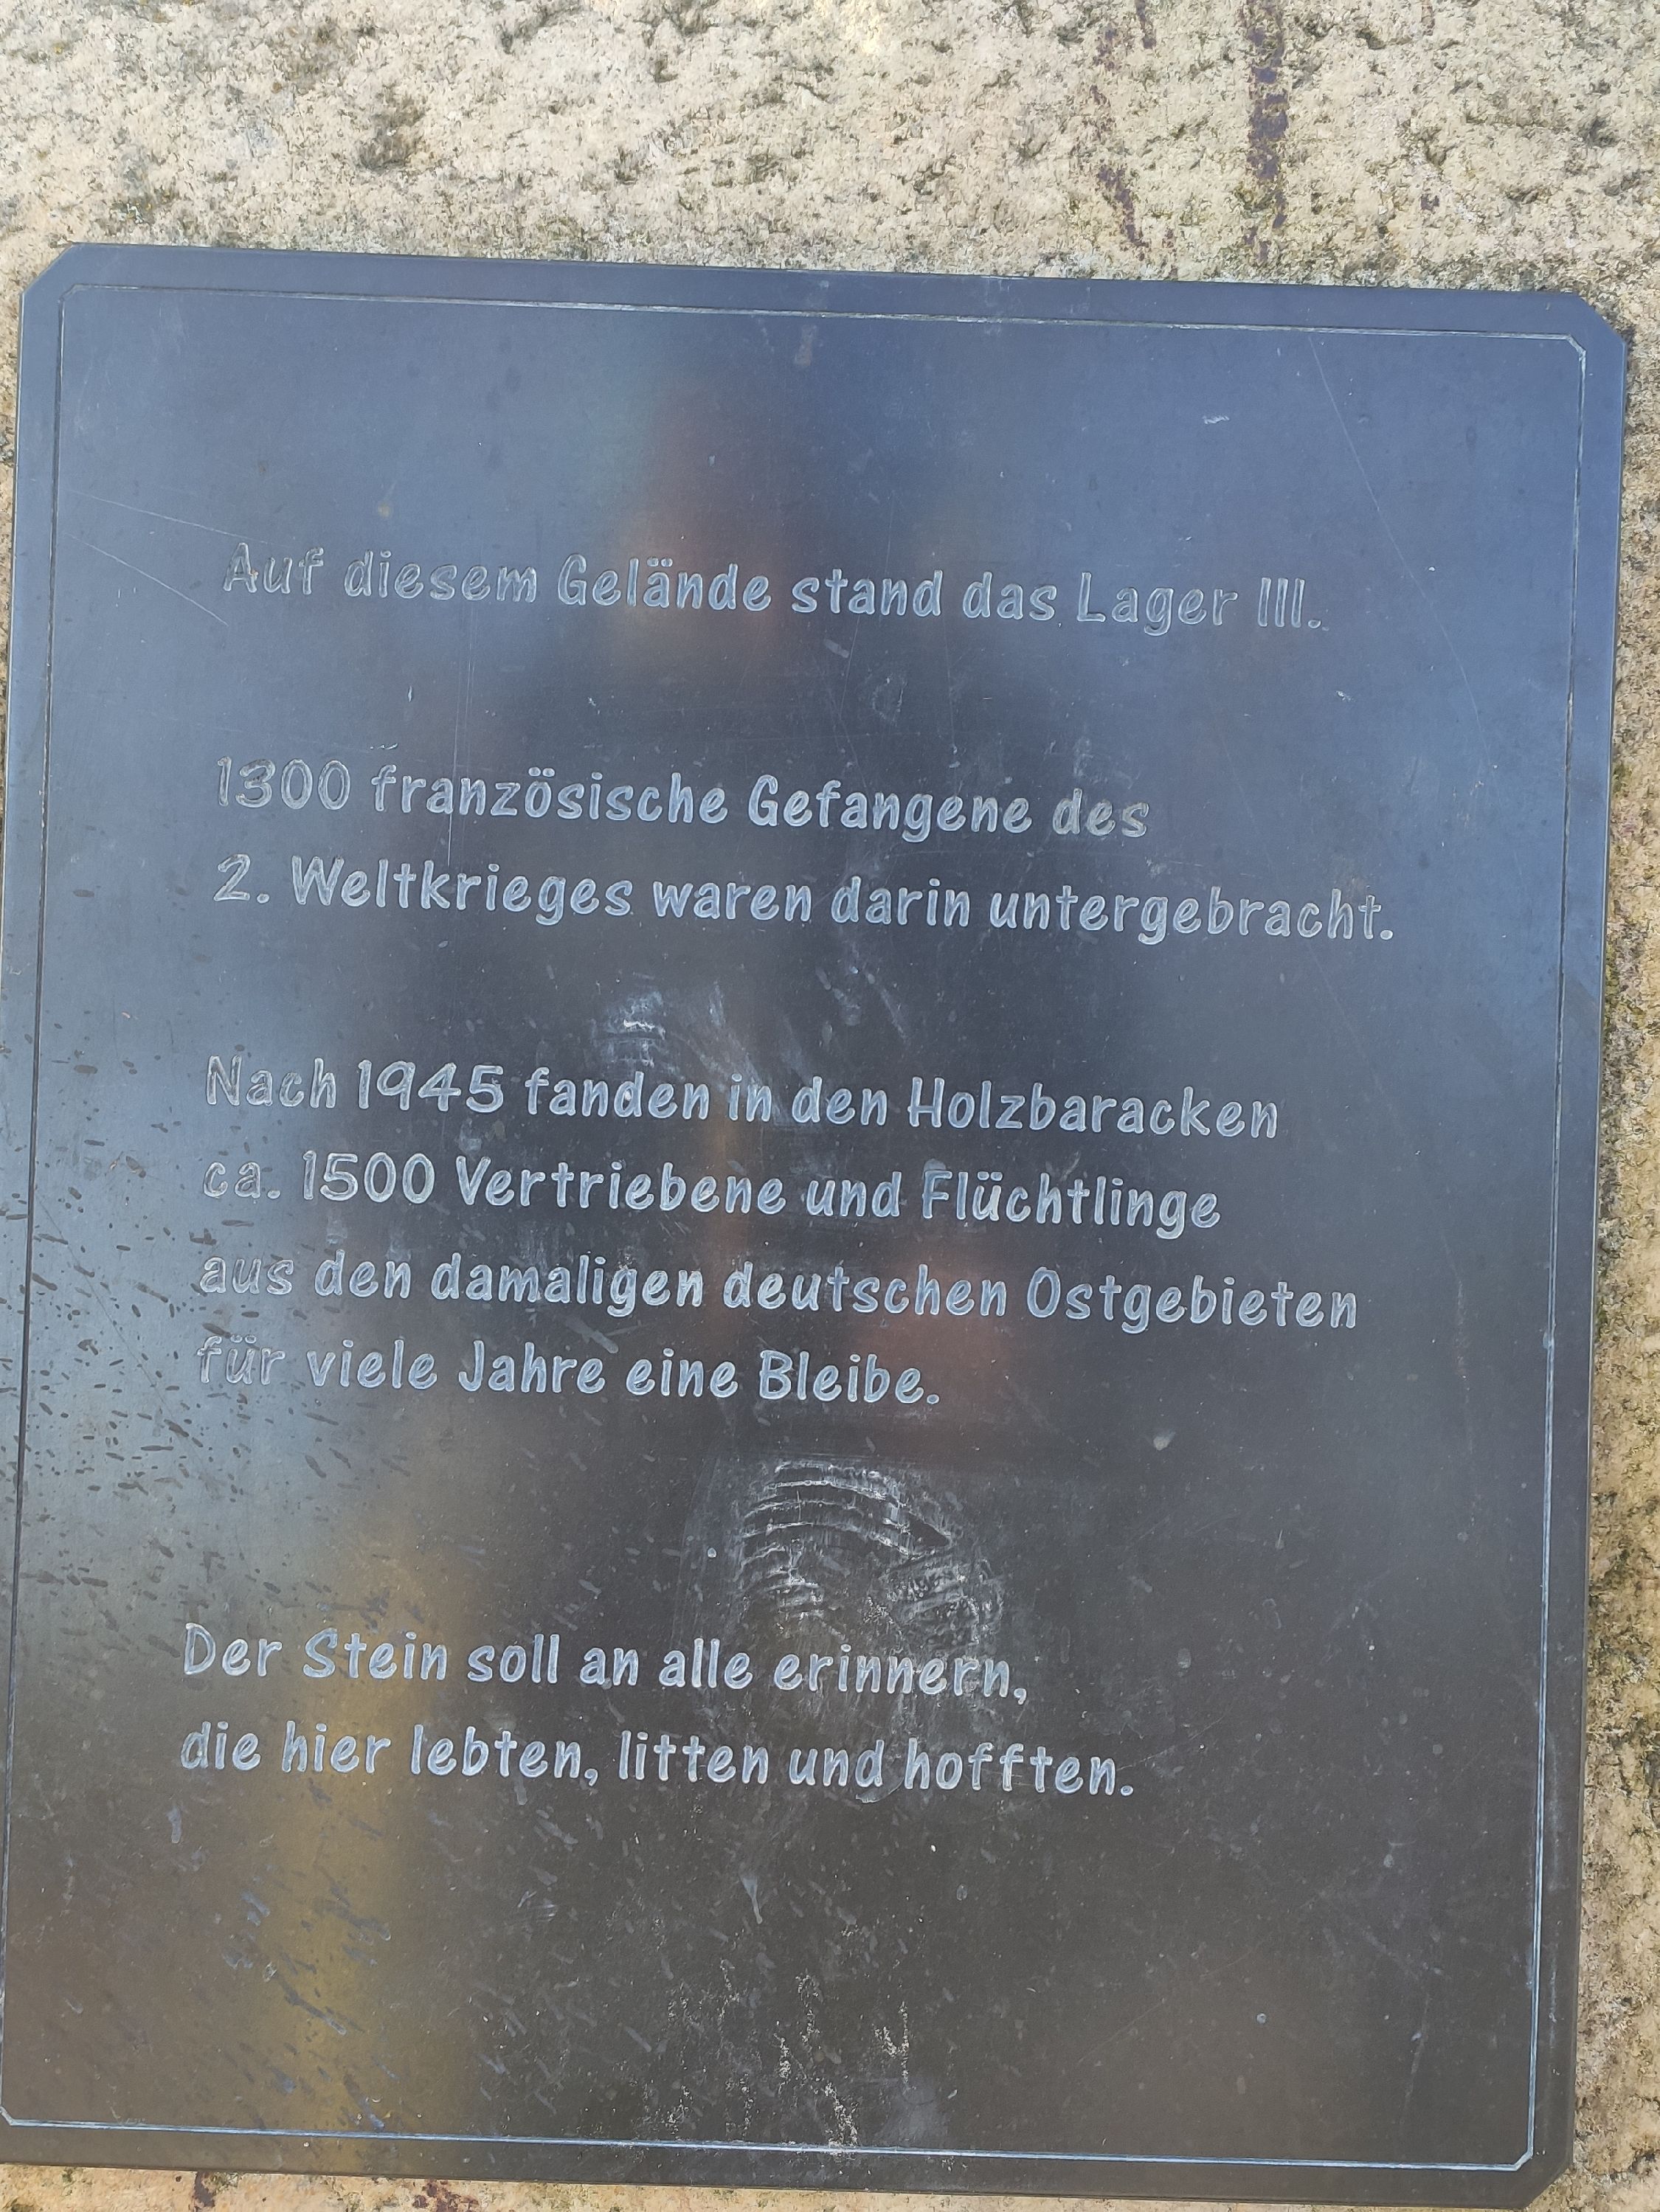 Auf diesem Gelände stand das Lager III.
1300 französische Gefangene des
2. Weltkrieges waren darin untergebracht.
Nach 1945 fanden in den Holzbaracken
ca. 1500 Vertriebene und Flüchtlinge
aus den damaligen deutschen Ostgebieten
für viele Jahre eine Bleibe.
Der Stein soll an alle erinnern,
die hier lebten, litten und hofften.